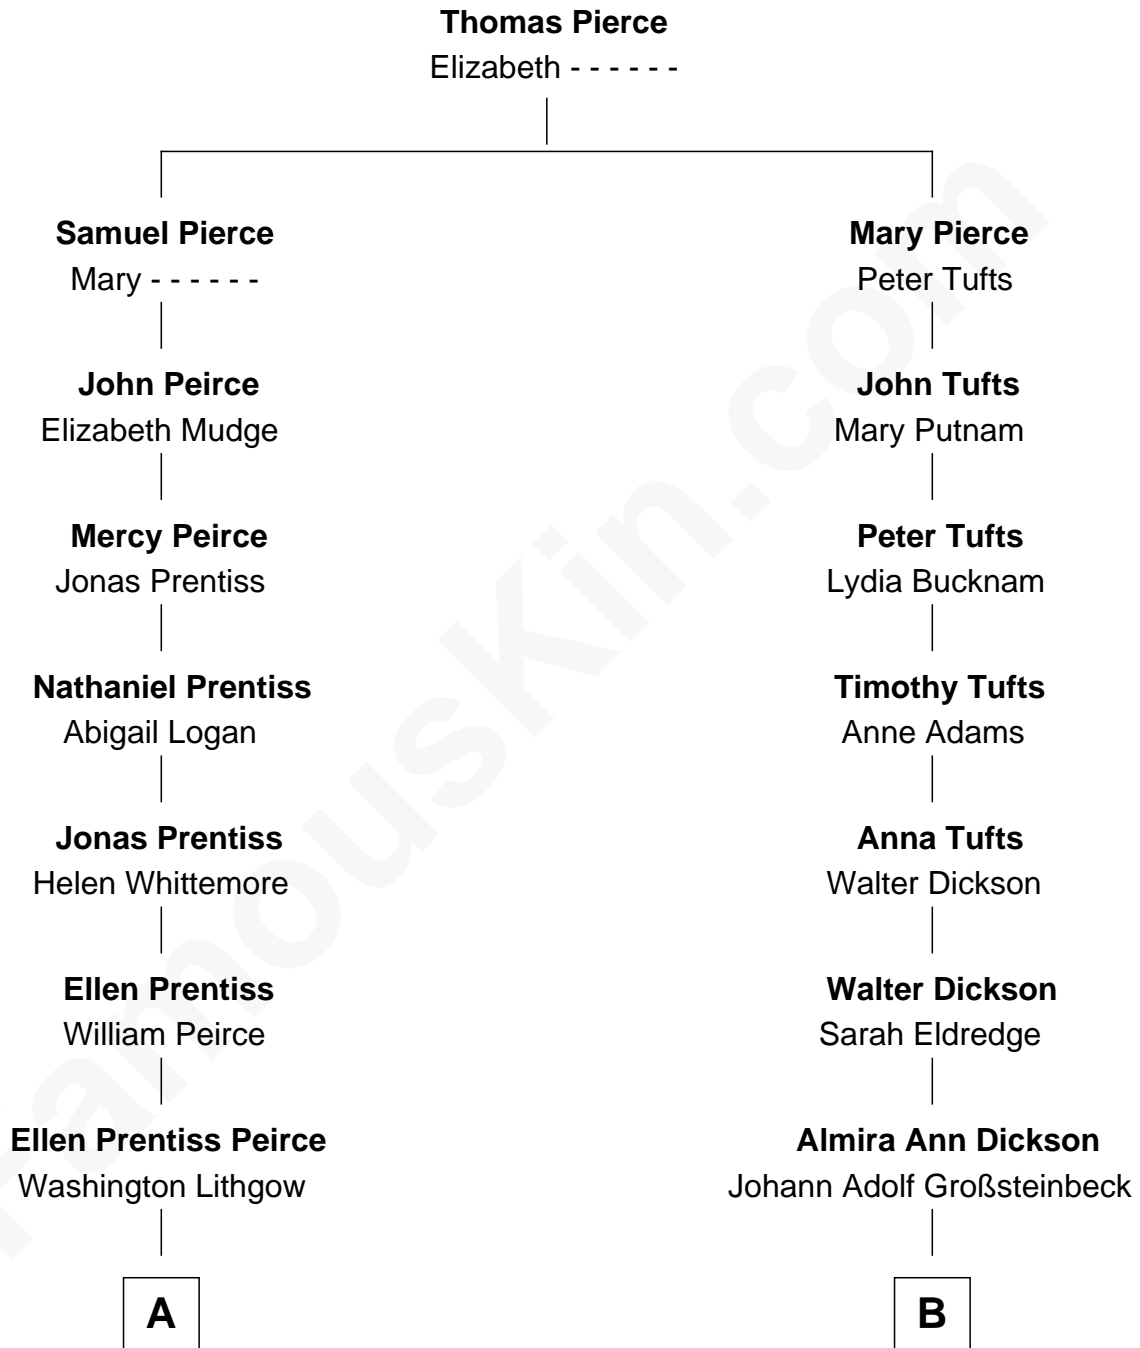 Thomas Pierce
Elizabeth - - - - - -
Samuel Pierce
Mary - - - - - -
Mary Pierce
Peter Tufts
John Peirce
Elizabeth Mudge
John Tufts
Mary Putnam
Mercy Peirce
Jonas Prentiss
Peter Tufts
Lydia Bucknam
Nathaniel Prentiss
Abigail Logan
Timothy Tufts
Anne Adams
Jonas Prentiss
Helen Whittemore
Anna Tufts
Walter Dickson
Ellen Prentiss
William Peirce
Walter Dickson
Sarah Eldredge
Ellen Prentiss Peirce
Washington Lithgow
Almira Ann Dickson
Johann Adolf Großsteinbeck
A
B
FamousKin.com